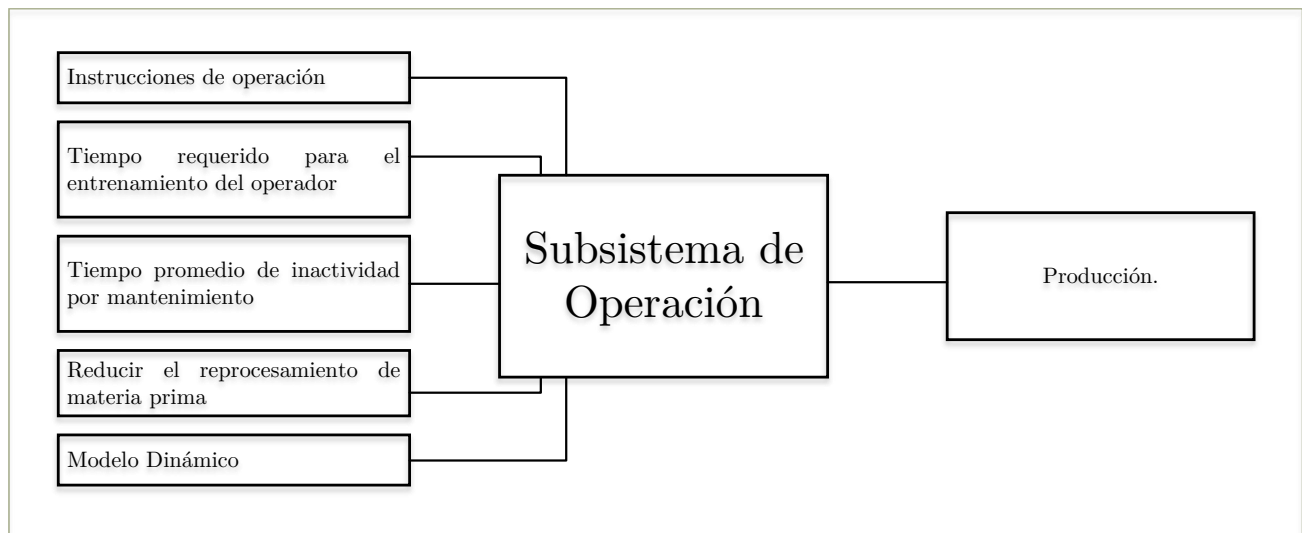 Instrucciones de operación
Tiempo requerido para el
entrenamiento del operador
Tiempo promedio de inactividad
por mantenimiento
Reducir el reprocesamiento de
materia prima
Modelo Dinámico
Subsistema de
Operación
Producción.